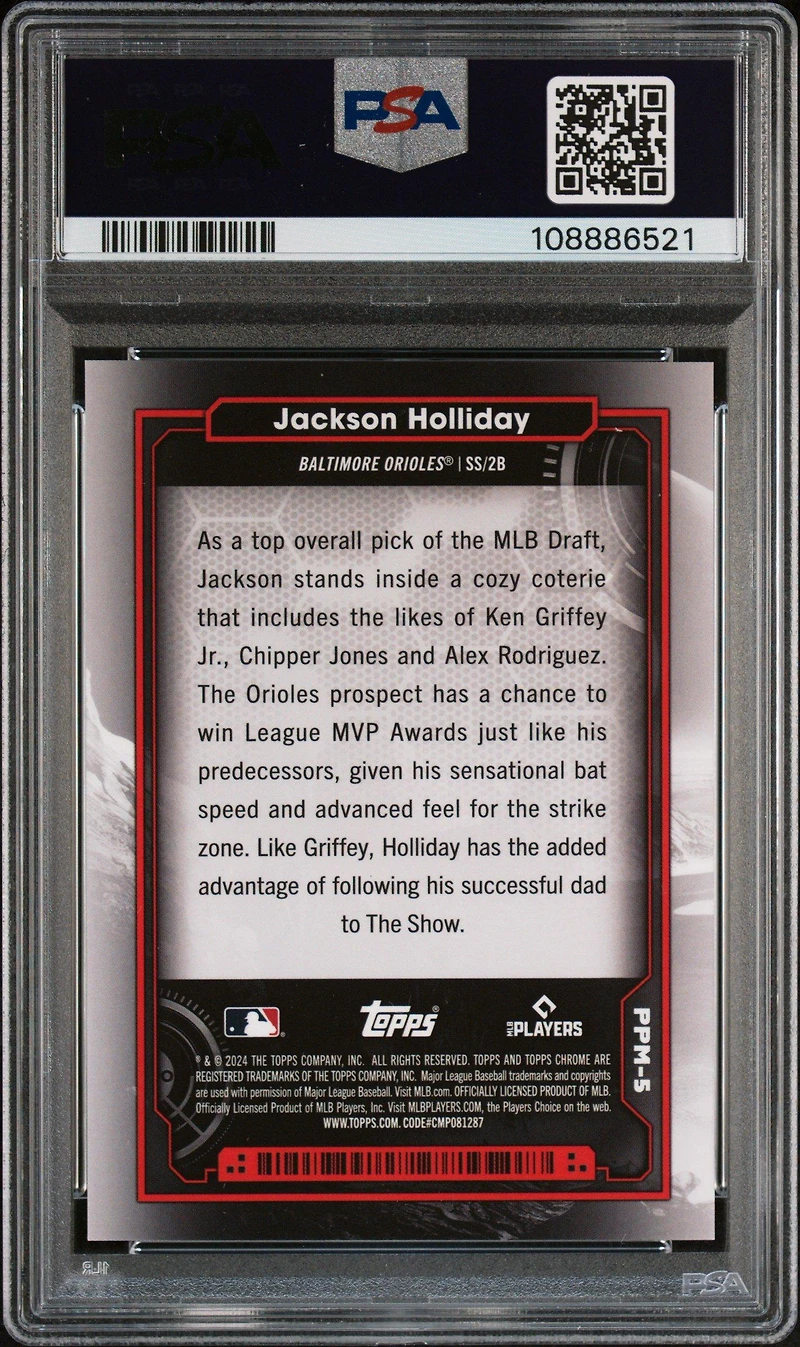 PSA
108886521
Jackson Holliday
BALTIMORE ORIOLES® | SS/2B
As a top overall pick of the MLB Draft,
Jackson stands inside a cozy coterie
that includes the likes of Ken Griffey
Jr., Chipper Jones and Alex Rodriguez.
The Orioles prospect has a chance to
win League MVP Awards just like his
predecessors, given his sensational bat
speed and advanced feel for the strike
zone. Like Griffey, Holliday has the added
advantage of following his successful dad
to The Show.
TOPPS®
MLB PLAYERS
PPM-5
® & © 2024 THE TOPPS COMPANY, INC. ALL RIGHTS RESERVED. TOPPS AND TOPPS CHROME ARE
REGISTERED TRADEMARKS OF THE TOPPS COMPANY, INC. Major League Baseball trademarks and copyrights
are used with permission of Major League Baseball. Visit MLB.com. OFFICIALLY LICENSED PRODUCT OF MLB.
Officially Licensed Product of MLB Players, Inc. Visit MLBPLAYERS.COM, the Players Choice on the web.
WWW.TOPPS.COM. CODE#CMP081287
PSA